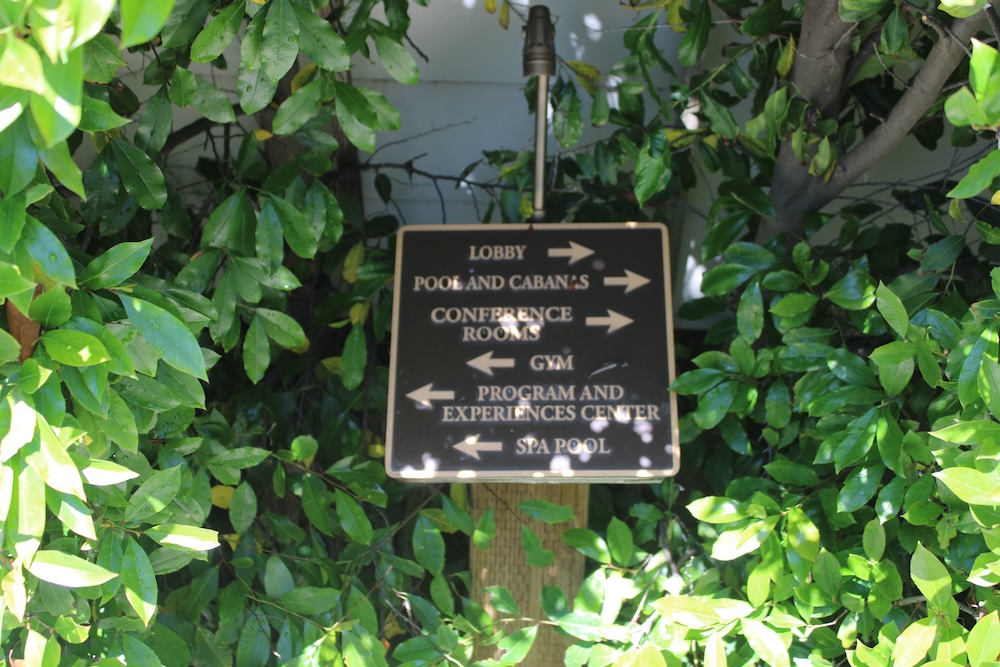 LOBBY →
POOL AND CABANAS →
CONFERENCE
ROOMS →
← GYM
← PROGRAM AND
EXPERIENCES CENTER
← SPA POOL